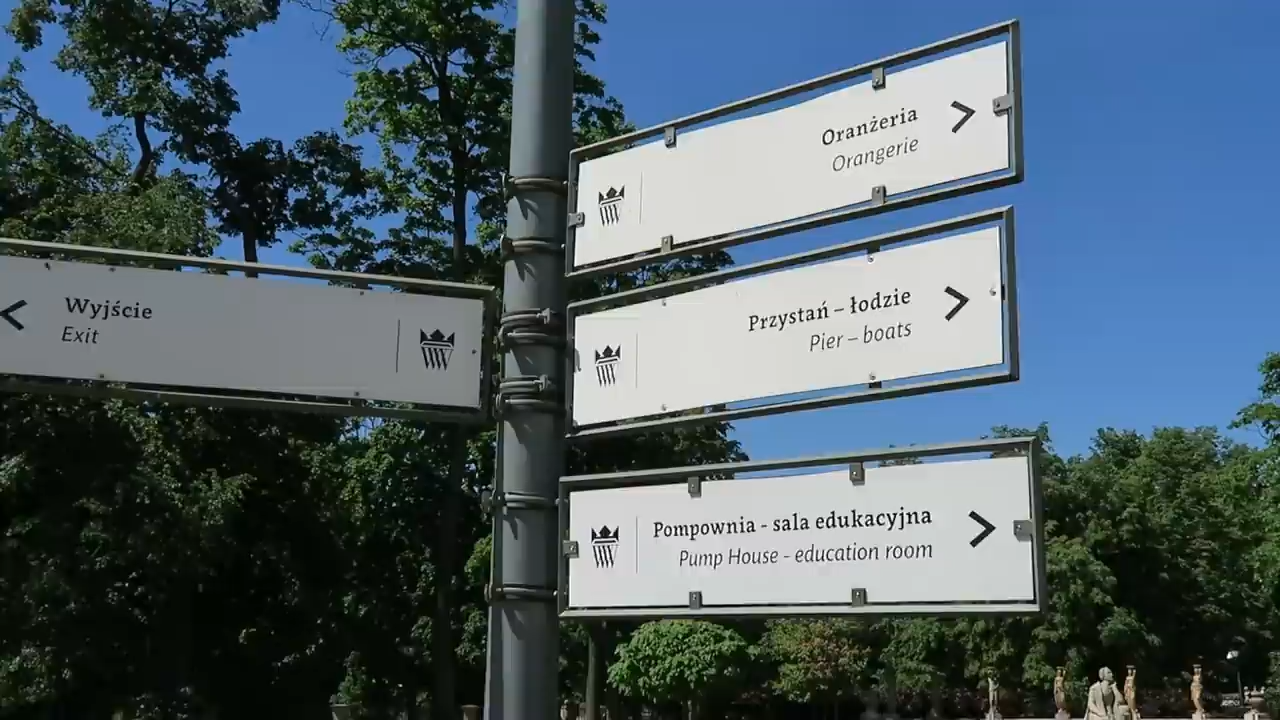 Oranżeria
Orangerie
Wyjście
Exit
Przystań – łodzie
Pier – boats
Pompownia - sala edukacyjna
Pump House - education room